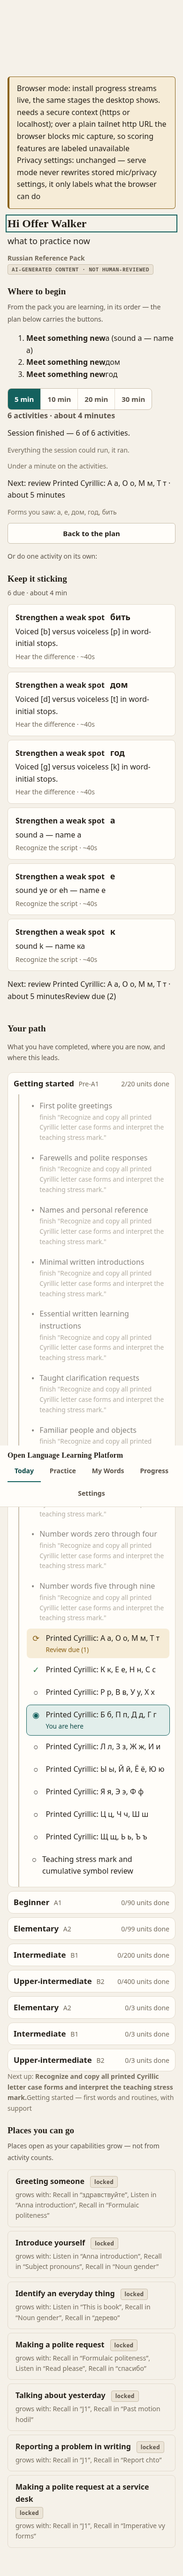 Browser mode: install progress streams
live, the same stages the desktop shows.
needs a secure context (https or
localhost); over a plain tailnet http URL the
browser blocks mic capture, so scoring
features are labeled unavailable
Privacy settings: unchanged — serve
mode never writes stored mic/privacy
settings, it only labels what the browser
can do
Hi Offer Walker
what to practice now
Russian Reference Pack
AI-GENERATED CONTENT · NOT HUMAN-REVIEWED
Where to begin
From the pack you are learning, in its order — the
plan below carries the buttons.
1. Meet something newа (sound a — name
a)
2. Meet something newдом
3. Meet something newгод
5 min 10 min 20 min 30 min
6 activities · about 4 minutes
Session finished — 6 of 6 activities.
Everything the session could run, it ran.
Under a minute on the activities.
Next: review Printed Cyrillic: А а, О о, М м, Т т ·
about 5 minutes
Forms you saw: а, е, дом, год, бить
Back to the plan
Or do one activity on its own:
Keep it sticking
6 due · about 4 min
Strengthen a weak spot бить
Voiced [b] versus voiceless [p] in word-
initial stops.
Hear the difference · ~40s
Strengthen a weak spot дом
Voiced [d] versus voiceless [t] in word-
initial stops.
Hear the difference · ~40s
Strengthen a weak spot год
Voiced [g] versus voiceless [k] in word-
initial stops.
Hear the difference · ~40s
Strengthen a weak spot а
sound a — name a
Recognize the script · ~40s
Strengthen a weak spot е
sound ye or eh — name e
Recognize the script · ~40s
Strengthen a weak spot к
sound k — name ка
Recognize the script · ~40s
Next: review Printed Cyrillic: А а, О о, М м, Т т ·
about 5 minutesReview due (2)
Your path
What you have completed, where you are now, and
where this leads.
Getting started Pre-A1 2/20 units done
First polite greetings
finish "Recognize and copy all printed
Cyrillic letter case forms and interpret the
teaching stress mark."
Farewells and polite responses
finish "Recognize and copy all printed
Cyrillic letter case forms and interpret the
teaching stress mark."
Names and personal reference
finish "Recognize and copy all printed
Cyrillic letter case forms and interpret the
teaching stress mark."
Minimal written introductions
finish "Recognize and copy all printed
Cyrillic letter case forms and interpret the
teaching stress mark."
Essential written learning
instructions
finish "Recognize and copy all printed
Cyrillic letter case forms and interpret the
teaching stress mark."
Taught clarification requests
finish "Recognize and copy all printed
Cyrillic letter case forms and interpret the
teaching stress mark."
Familiar people and objects
finish "Recognize and copy all printed
Open Language Learning Platform
Today Practice My Words Progress
Settings
teaching stress mark."
Number words zero through four
finish "Recognize and copy all printed
Cyrillic letter case forms and interpret the
teaching stress mark."
Number words five through nine
finish "Recognize and copy all printed
Cyrillic letter case forms and interpret the
teaching stress mark."
Printed Cyrillic: А а, О о, М м, Т т
Review due (1)
✓ Printed Cyrillic: К к, Е е, Н н, С с
Printed Cyrillic: Р р, В в, У у, Х х
Printed Cyrillic: Б б, П п, Д д, Г г
You are here
Printed Cyrillic: Л л, З з, Ж ж, И и
Printed Cyrillic: Ы ы, Й й, Ё ё, Ю ю
Printed Cyrillic: Я я, Э э, Ф ф
Printed Cyrillic: Ц ц, Ч ч, Ш ш
Printed Cyrillic: Щ щ, Ь ь, Ъ ъ
Teaching stress mark and
cumulative symbol review
Beginner A1 0/90 units done
Elementary A2 0/99 units done
Intermediate B1 0/200 units done
Upper-intermediate B2 0/400 units done
Elementary A2 0/3 units done
Intermediate B1 0/3 units done
Upper-intermediate B2 0/3 units done
Next up: Recognize and copy all printed Cyrillic
letter case forms and interpret the teaching stress
mark.Getting started — first words and routines, with
support
Places you can go
Places open as your capabilities grow — not from
activity counts.
Greeting someone locked
grows with: Recall in “здравствуйте”, Listen in
“Anna introduction”, Recall in “Formulaic
politeness”
Introduce yourself locked
grows with: Listen in “Anna introduction”, Recall
in “Subject pronouns”, Recall in “Noun gender”
Identify an everyday thing locked
grows with: Listen in “This is book”, Recall in
“Noun gender”, Recall in “дерево”
Making a polite request locked
grows with: Recall in “Formulaic politeness”,
Listen in “Read please”, Recall in “спасибо”
Talking about yesterday locked
grows with: Recall in “J1”, Recall in “Past motion
hodil”
Reporting a problem in writing locked
grows with: Recall in “J1”, Recall in “Report chto”
Making a polite request at a service
desk
locked
grows with: Recall in “J1”, Recall in “Imperative vy
forms”